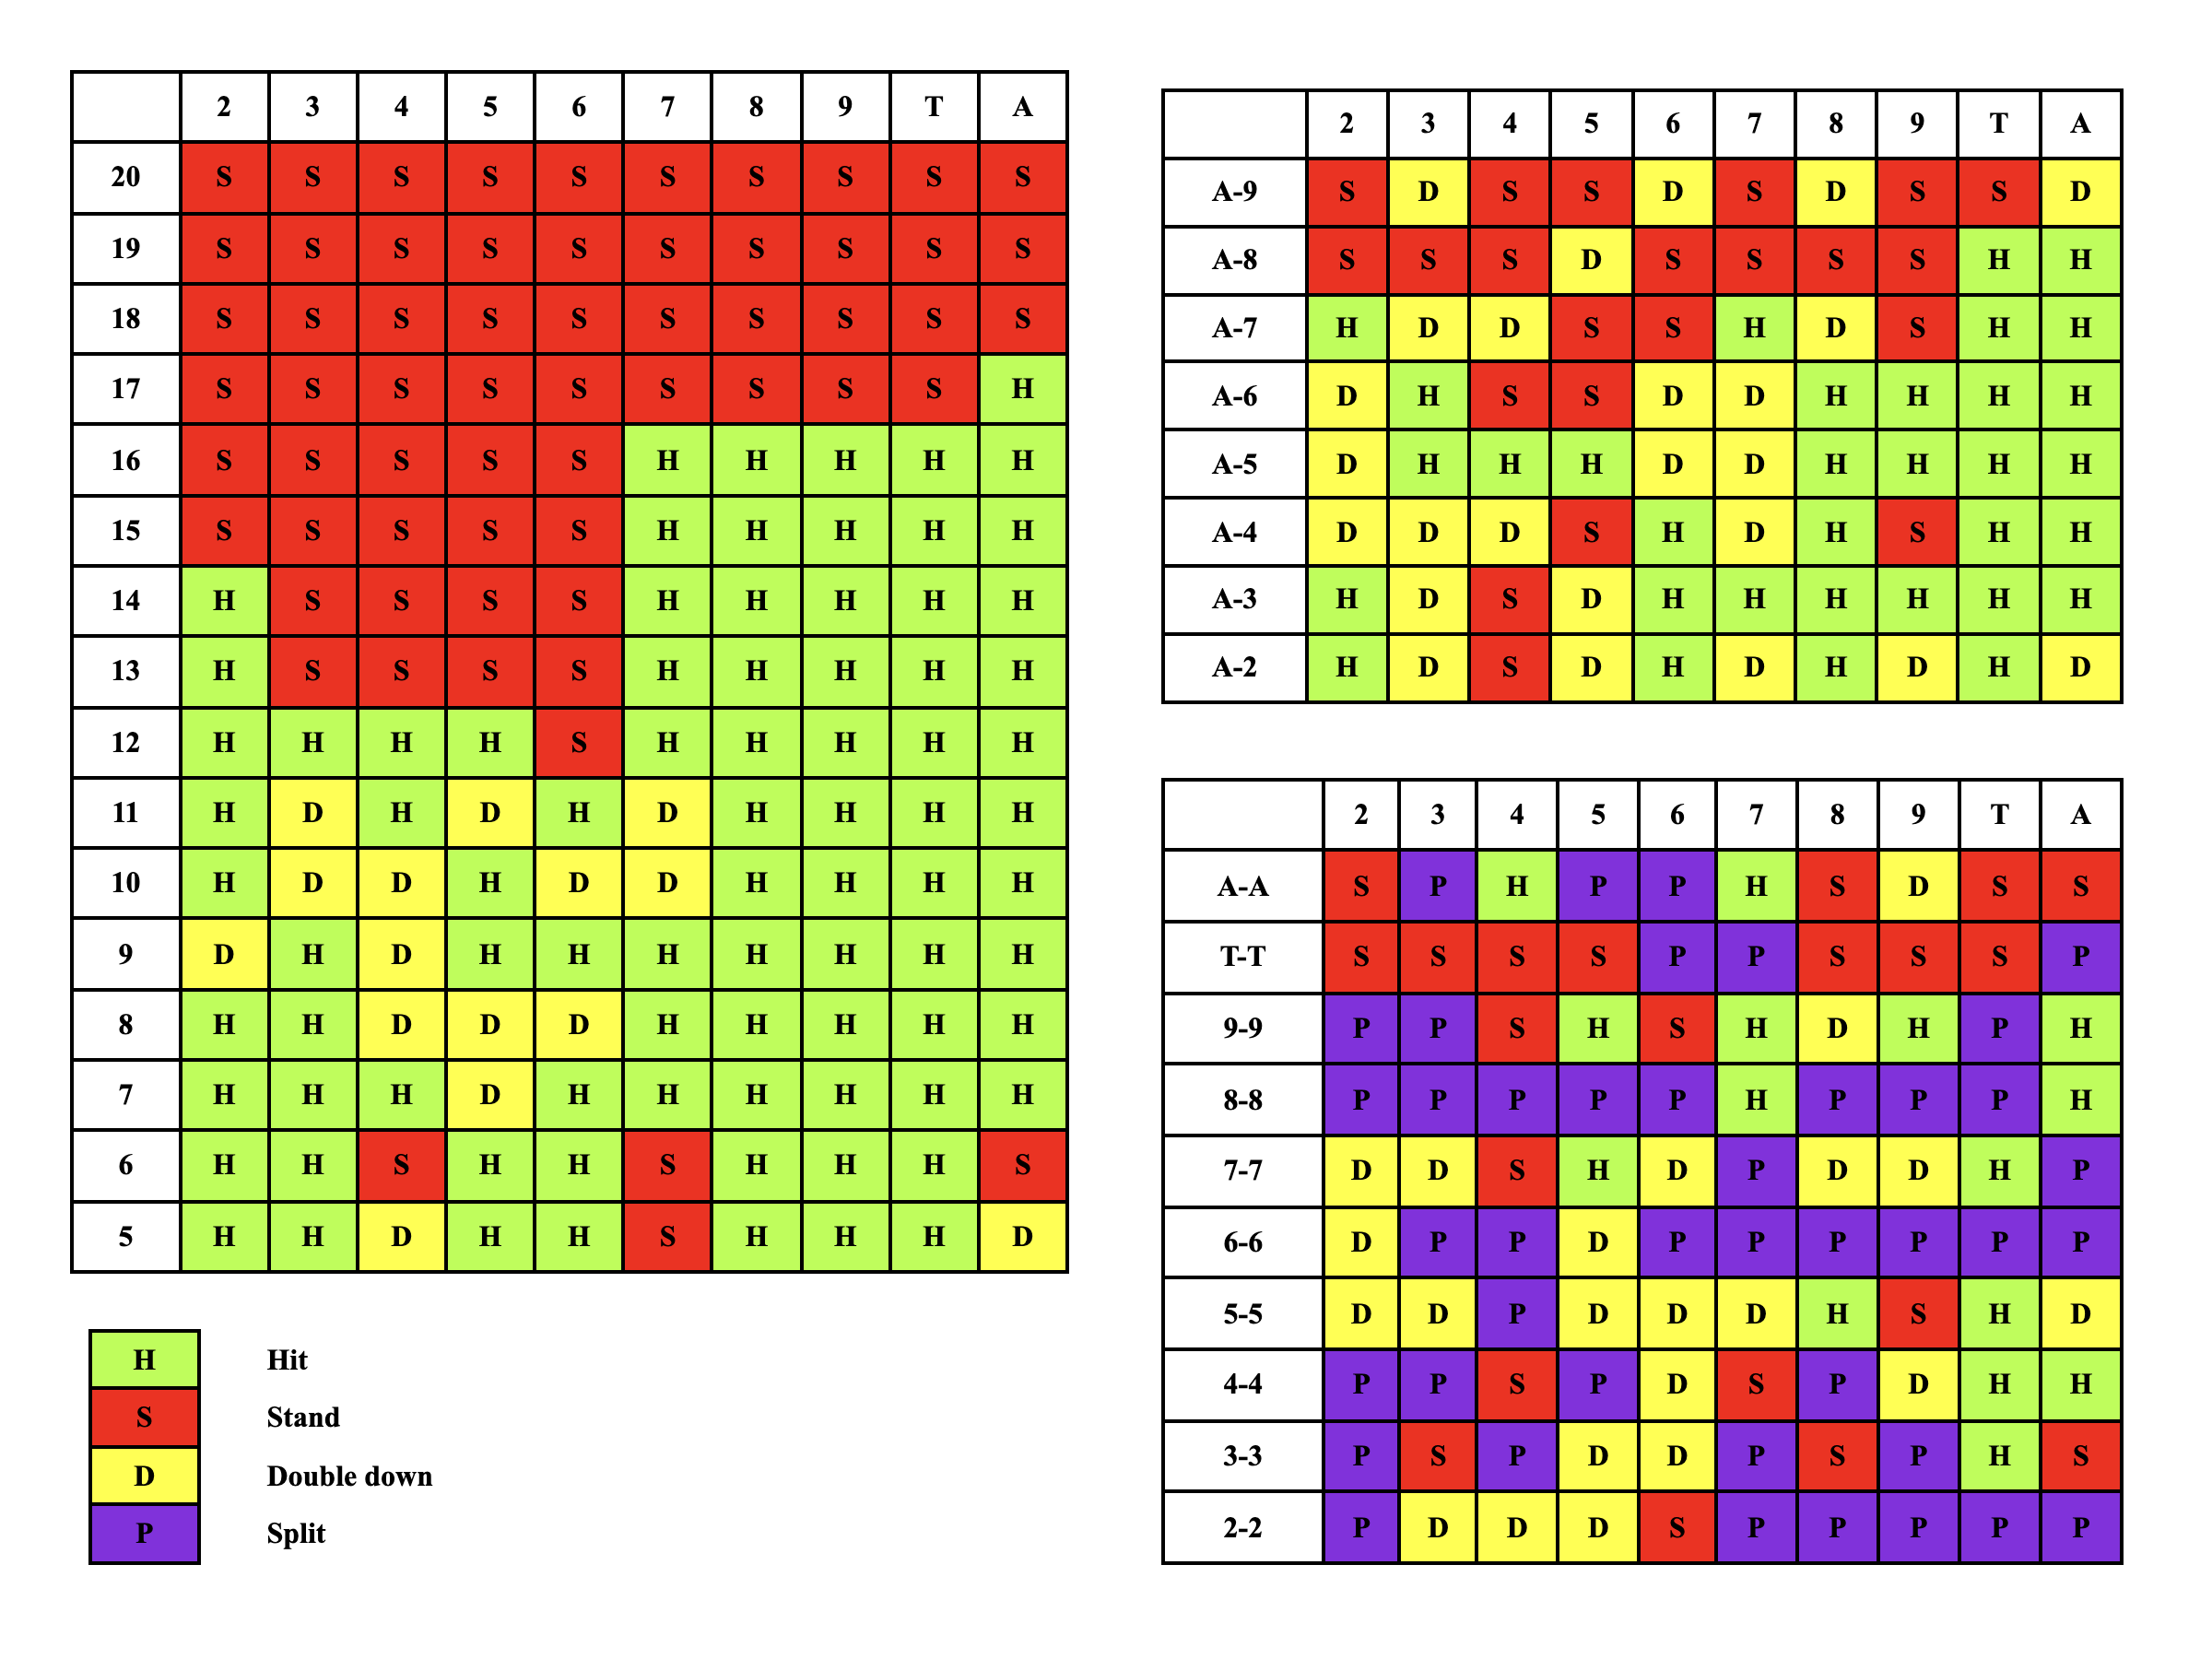 2 3 4 5 6 7 8 9 T A
20 S S S S S S S S S S
19 S S S S S S S S S S
18 S S S S S S S S S S
17 S S S S S S S S S H
16 S S S S S H H H H H
15 S S S S S H H H H H
14 H S S S S H H H H H
13 H S S S S H H H H H
12 H H H H S H H H H H
11 H D H D H D H H H H
10 H D D H D D H H H H
9 D H D H H H H H H H
8 H H D D D H H H H H
7 H H H D H H H H H H
6 H H S H H S H H H S
5 H H D H H S H H H D
H Hit
S Stand
D Double down
P Split
2 3 4 5 6 7 8 9 T A
A-9 S D S S D S D S S D
A-8 S S S D S S S S H H
A-7 H D D S S H D S H H
A-6 D H S S D D H H H H
A-5 D H H H D D H H H H
A-4 D D D S H D H S H H
A-3 H D S D H H H H H H
A-2 H D S D H D H D H D
2 3 4 5 6 7 8 9 T A
A-A S P H P P H S D S S
T-T S S S S P P S S S P
9-9 P P S H S H D H P H
8-8 P P P P P H P P P H
7-7 D D S H D P D D H P
6-6 D P P D P P P P P P
5-5 D D P D D D H S H D
4-4 P P S P D S P D H H
3-3 P S P D D P S P H S
2-2 P D D D S P P P P P